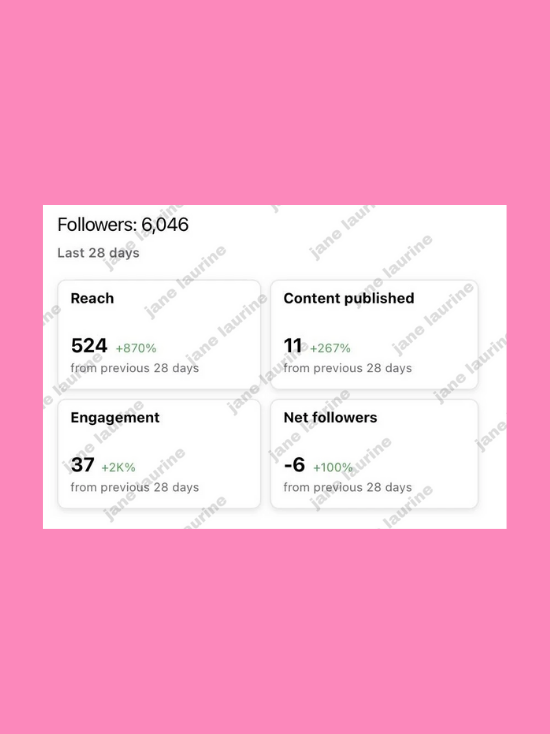 Followers: 6,046
Last 28 days
Reach
524 +870%
from previous 28 days
Content published
11 +267%
from previous 28 days
Engagement
37 +2K%
from previous 28 days
Net followers
-6 +100%
from previous 28 days
jane laurine